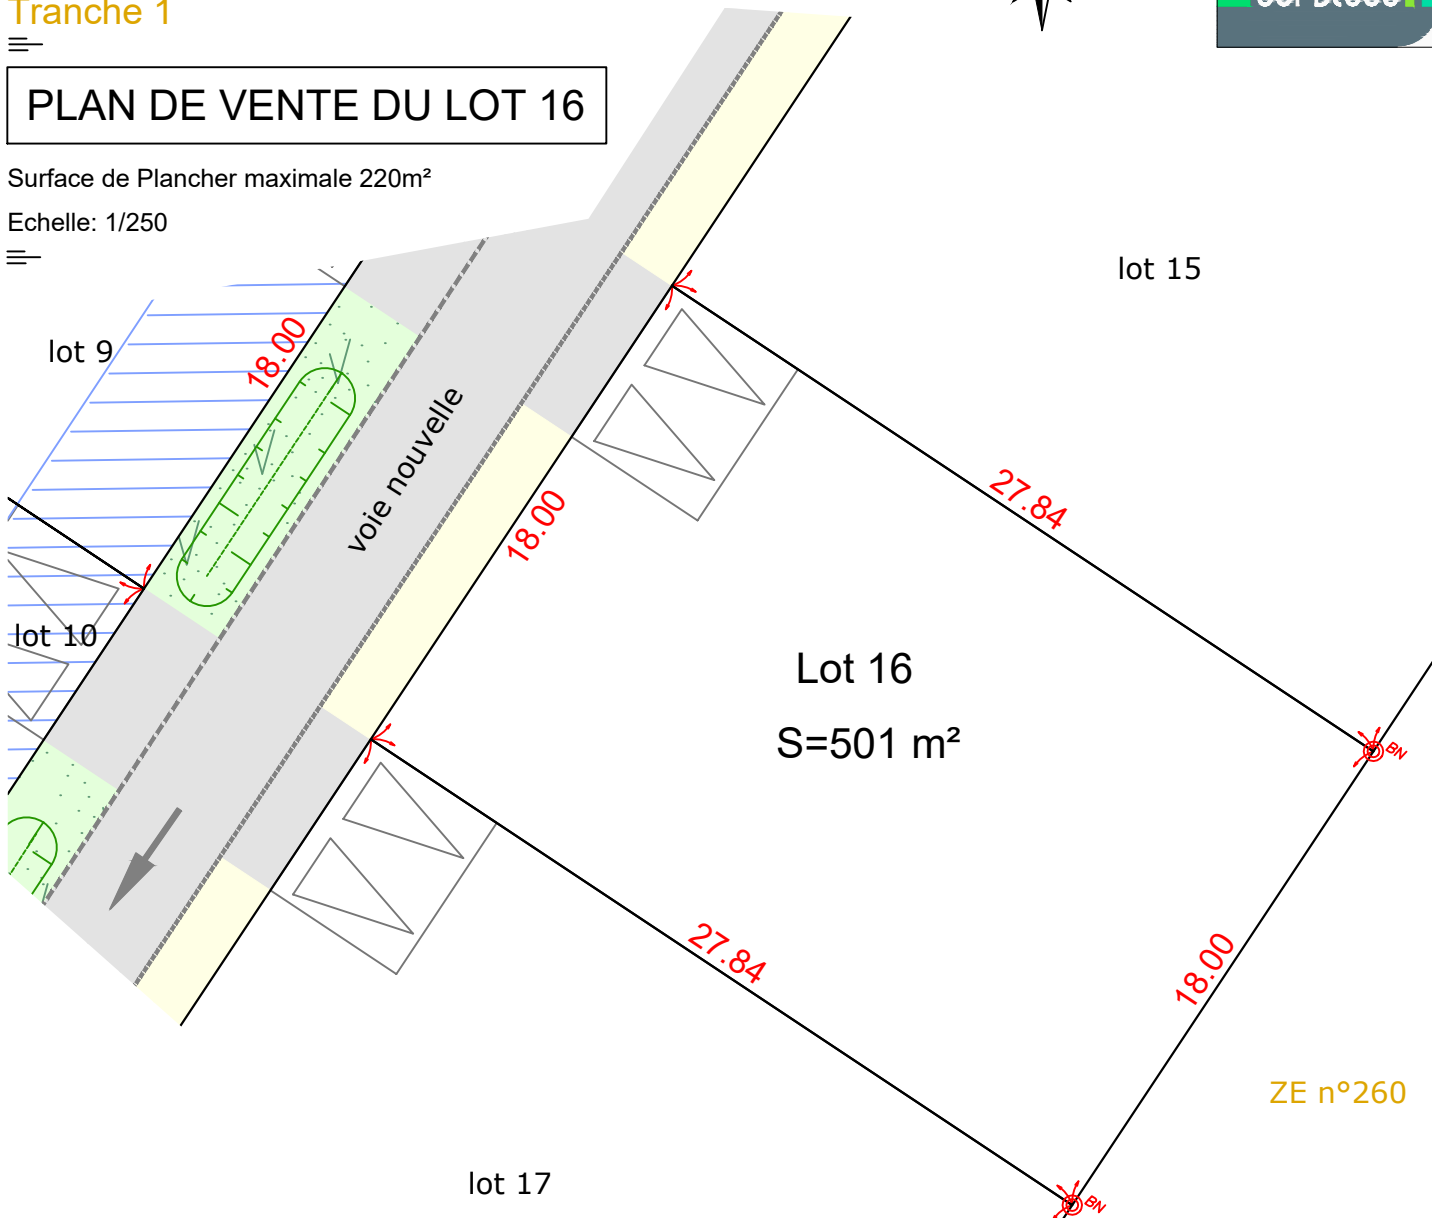 Tranche 1
PLAN DE VENTE DU LOT 16
Surface de Plancher maximale 220m²
Echelle: 1/250
lot 15
lot 9
18.00
voie nouvelle
18.00
27.84
lot 10
Lot 16
S=501 m²
BN
27.84
18.00
ZE n°260
lot 17
BN